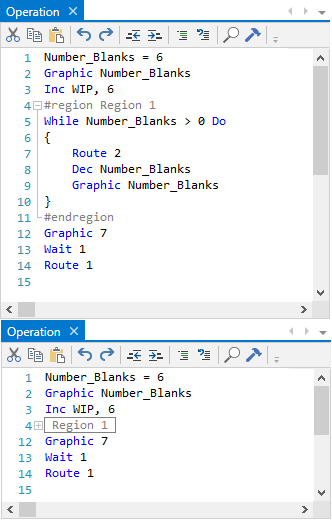 Operation
1 Number_Blanks = 6
2 Graphic Number_Blanks
3 Inc WIP, 6
4 #region Region 1
5 While Number_Blanks > 0 Do
6 {
7 Route 2
8 Dec Number_Blanks
9 Graphic Number_Blanks
10 }
11 #endregion
12 Graphic 7
13 Wait 1
14 Route 1
15
Operation
1 Number_Blanks = 6
2 Graphic Number_Blanks
3 Inc WIP, 6
4 Region 1
12 Graphic 7
13 Wait 1
14 Route 1
15